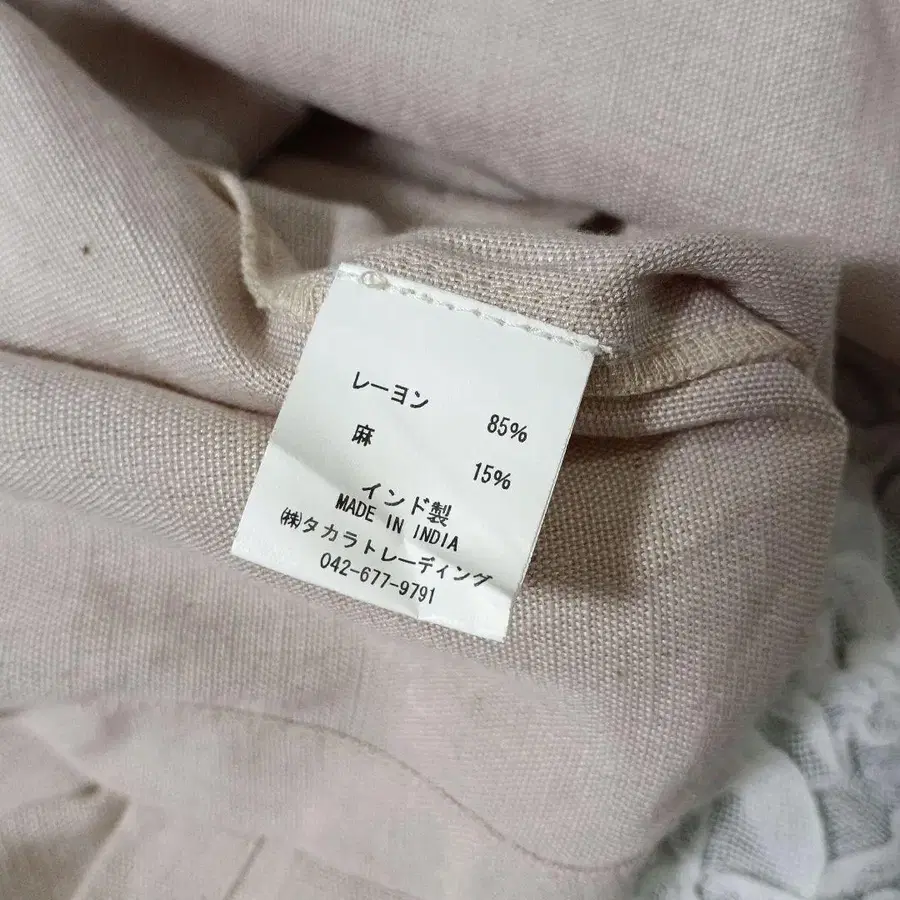 レーヨン 85%
麻 15%
インド製
MADE IN INDIA
㈱タカラトレーディング
042-677-9791